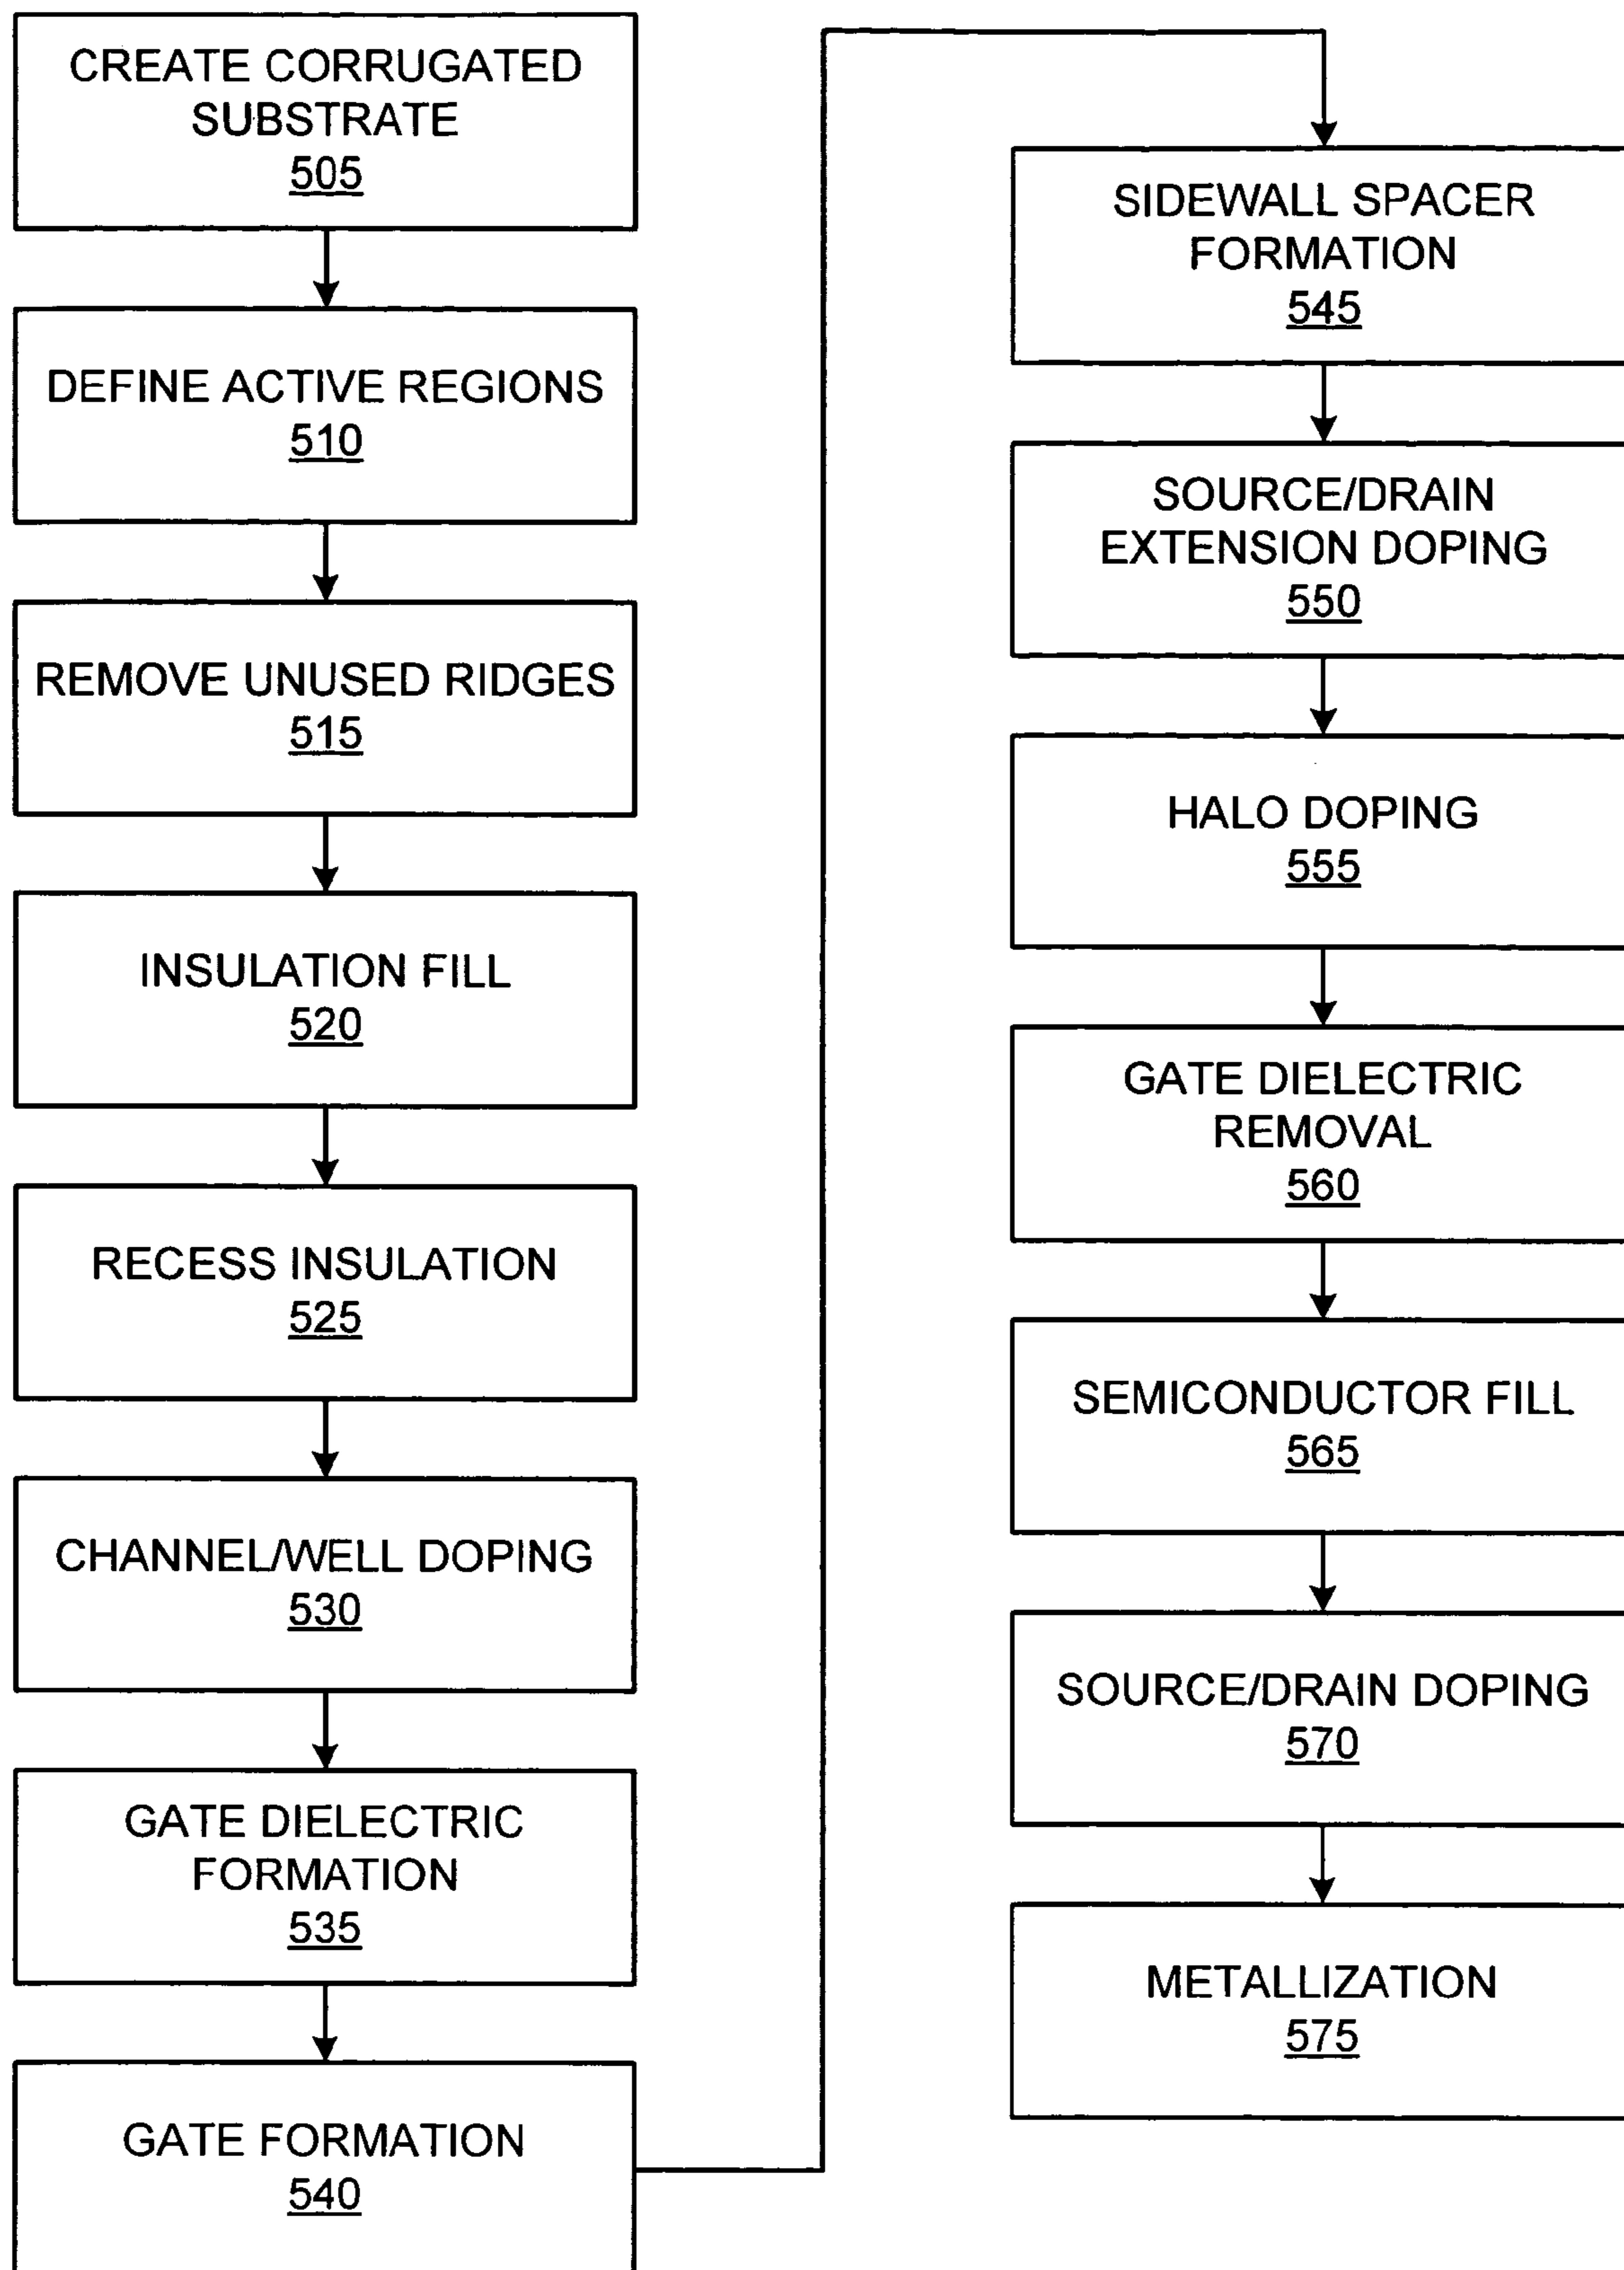 CREATE CORRUGATED
SUBSTRATE
505
DEFINE ACTIVE REGIONS
510
REMOVE UNUSED RIDGES
515
INSULATION FILL
520
RECESS INSULATION
525
CHANNEL/WELL DOPING
530
GATE DIELECTRIC
FORMATION
535
GATE FORMATION
540
SIDEWALL SPACER
FORMATION
545
SOURCE/DRAIN
EXTENSION DOPING
550
HALO DOPING
555
GATE DIELECTRIC
REMOVAL
560
SEMICONDUCTOR FILL
565
SOURCE/DRAIN DOPING
570
METALLIZATION
575